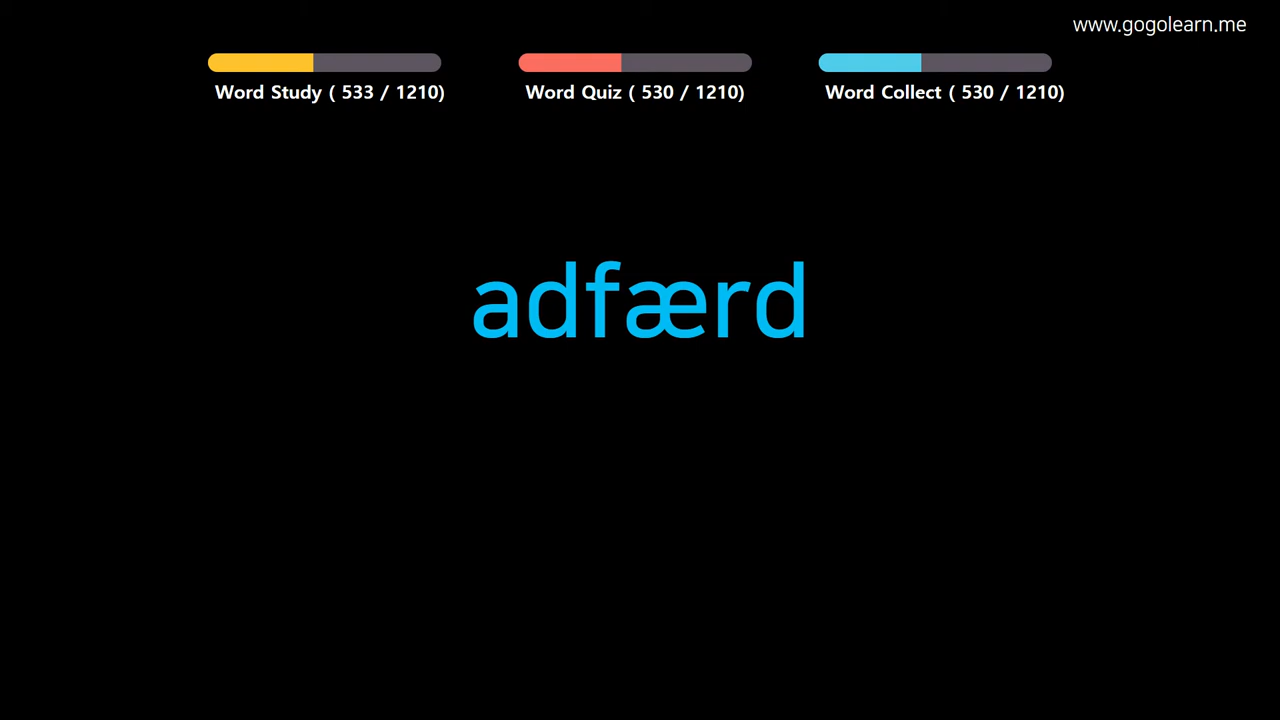 www.gogolearn.me
Word Study ( 533 / 1210)
Word Quiz ( 530 / 1210)
Word Collect ( 530 / 1210)
adfærd